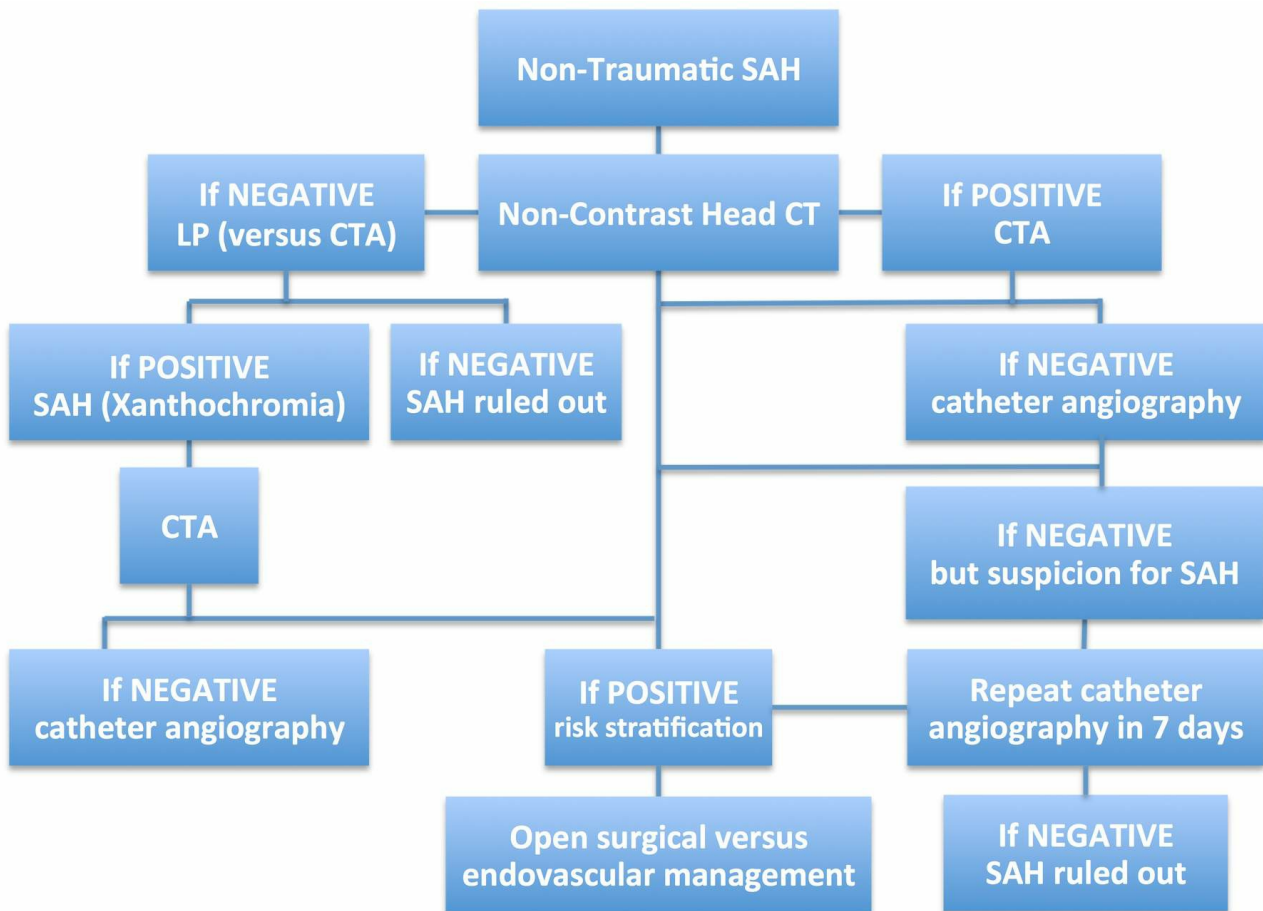 Non-Traumatic SAH
If NEGATIVE
LP (versus CTA)
Non-Contrast Head CT
If POSITIVE
CTA
If POSITIVE
SAH (Xanthochromia)
If NEGATIVE
SAH ruled out
If NEGATIVE
catheter angiography
CTA
If NEGATIVE
but suspicion for SAH
If NEGATIVE
catheter angiography
If POSITIVE
risk stratification
Repeat catheter
angiography in 7 days
Open surgical versus
endovascular management
If NEGATIVE
SAH ruled out